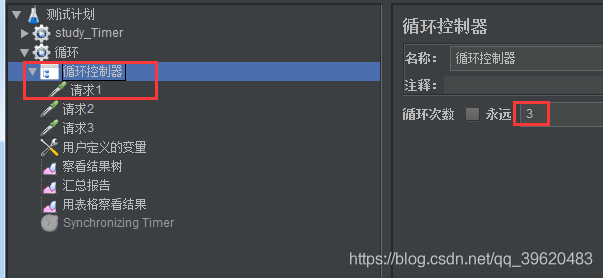 测试计划
study_Timer
循环
循环控制器
请求1
请求2
请求3
用户定义的变量
察看结果树
汇总报告
用表格察看结果
Synchronizing Timer
循环控制器
名称: 循环控制器
注释:
循环次数 永远 3
https://blog.csdn.net/qq_39620483